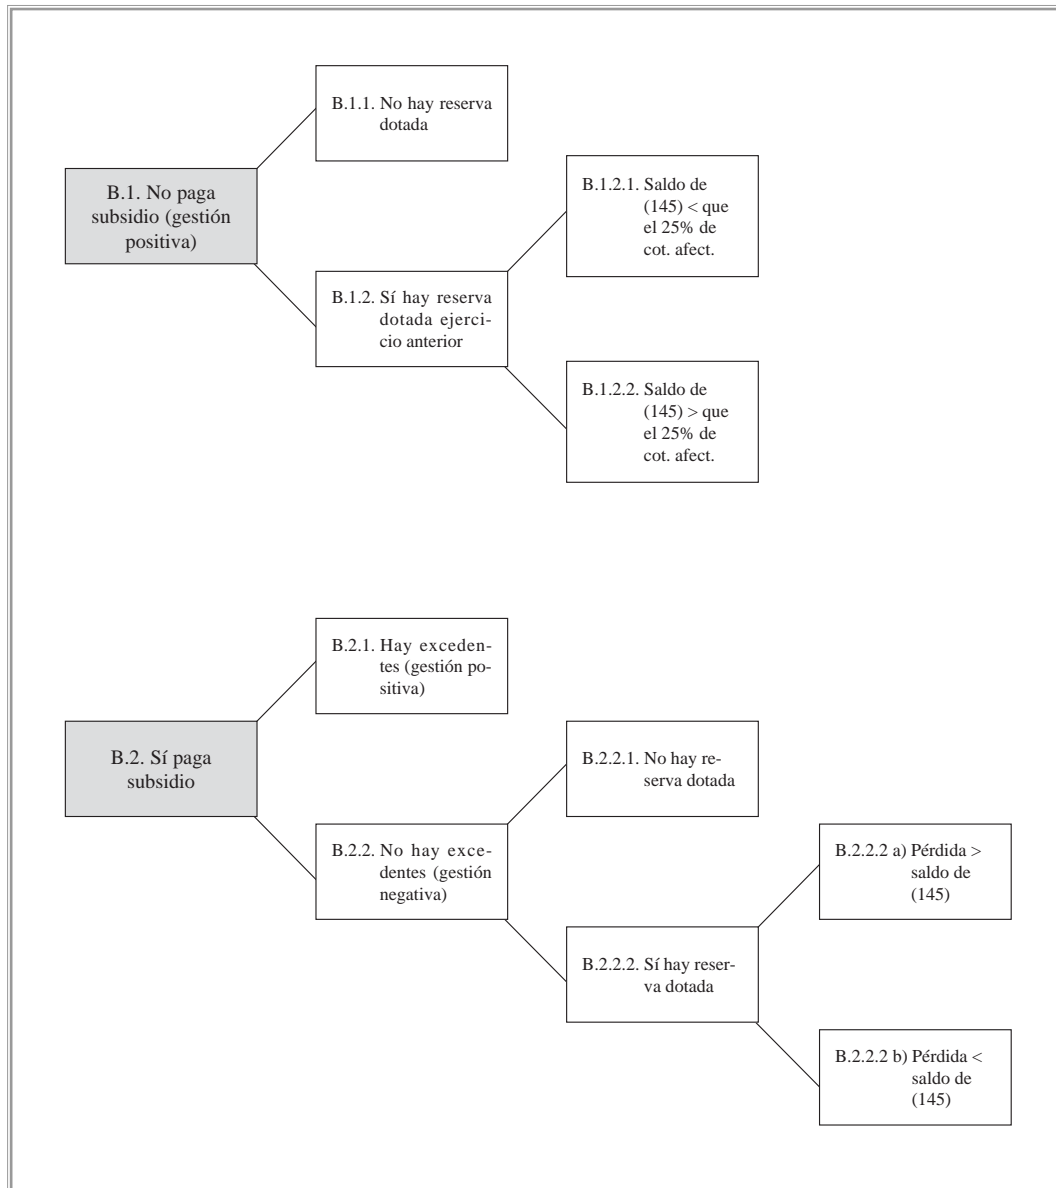 B.1.1. No hay reserva
dotada
B.1. No paga
subsidio (gestión
positiva)
B.1.2.1. Saldo de
(145) < que
el 25% de
cot. afect.
B.1.2. Sí hay reserva
dotada ejerci-
cio anterior
B.1.2.2. Saldo de
(145) > que
el 25% de
cot. afect.
B.2.1. Hay exceden-
tes (gestión po-
sitiva)
B.2. Sí paga
subsidio
B.2.2.1. No hay re-
serva dotada
B.2.2. No hay exce-
dentes (gestión
negativa)
B.2.2.2 a) Pérdida >
saldo de
(145)
B.2.2.2. Sí hay reser-
va dotada
B.2.2.2 b) Pérdida <
saldo de
(145)